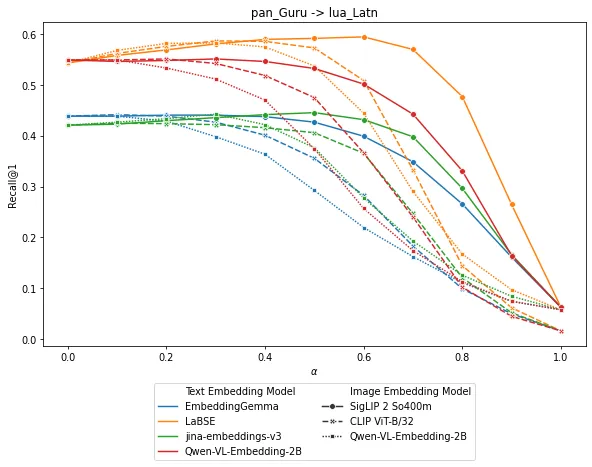 pan_Guru -> lua_Latn
Recall@1
0.6
0.5
0.4
0.3
0.2
0.1
0.0
0.0 0.2 0.4 0.6 0.8 1.0
α
Text Embedding Model
EmbeddingGemma
LaBSE
jina-embeddings-v3
Qwen-VL-Embedding-2B
Image Embedding Model
SigLIP 2 So400m
CLIP ViT-B/32
Qwen-VL-Embedding-2B